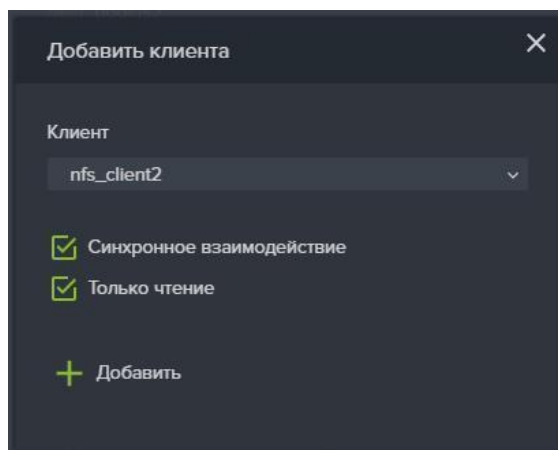 Добавить клиента
Клиент
nfs_client2
Синхронное взаимодействие
Только чтение
Добавить